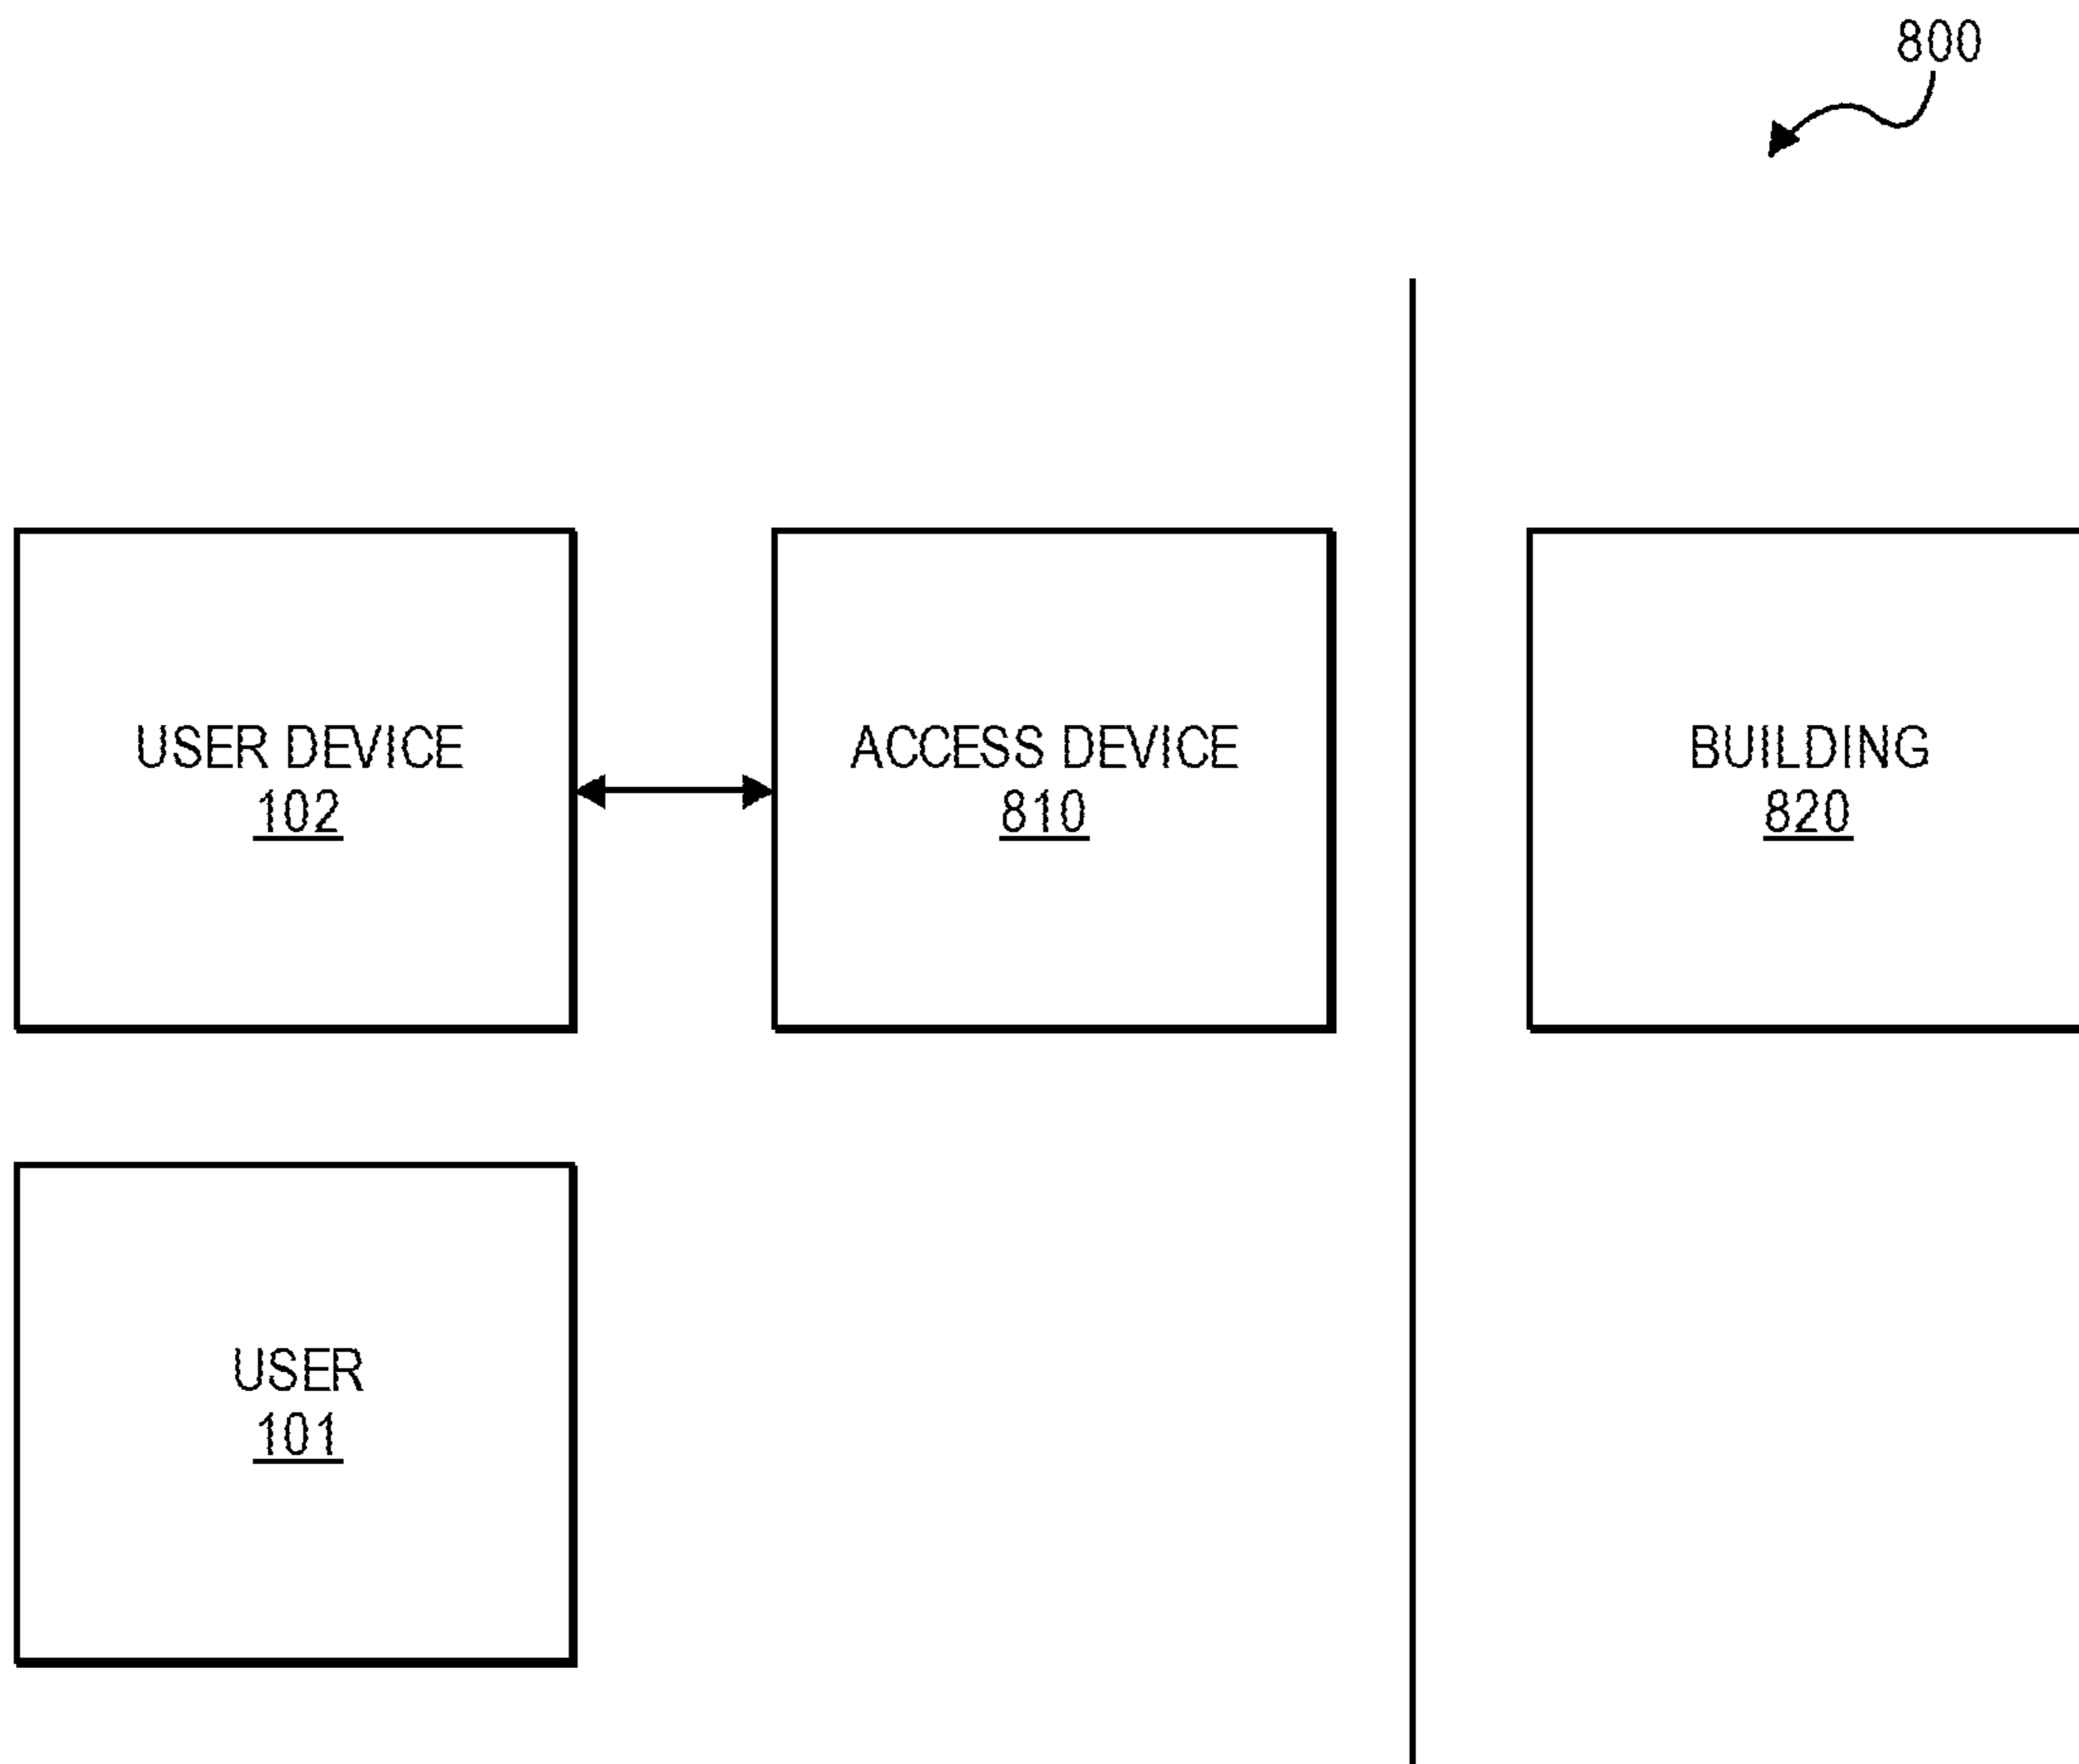 800
USER DEVICE
102
ACCESS DEVICE
810
BUILDING
820
USER
101